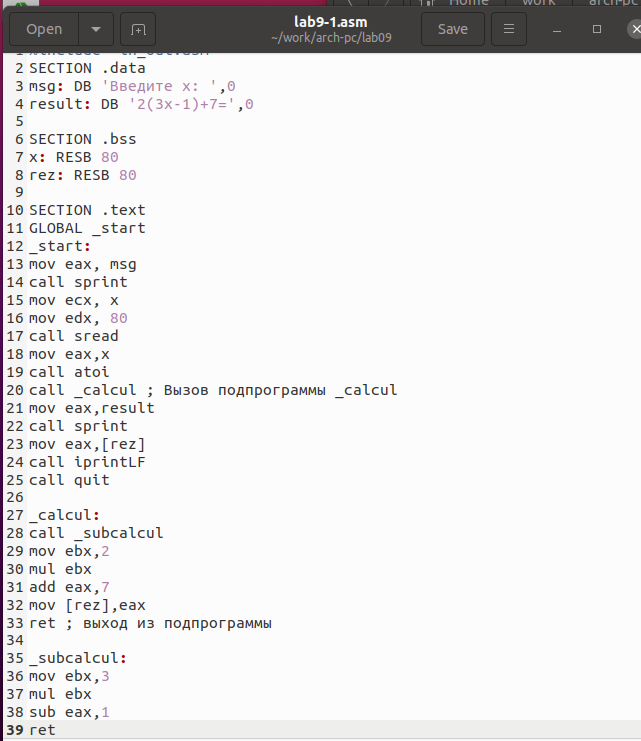 Home work arch-pc
Open lab9-1.asm Save
~/work/arch-pc/lab09
2 SECTION .data
3 msg: DB 'Введите x: ',0
4 result: DB '2(3x-1)+7=',0
5
6 SECTION .bss
7 x: RESB 80
8 rez: RESB 80
9
10 SECTION .text
11 GLOBAL _start
12 _start:
13 mov eax, msg
14 call sprint
15 mov ecx, x
16 mov edx, 80
17 call sread
18 mov eax,x
19 call atoi
20 call _calcul ; Вызов подпрограммы _calcul
21 mov eax,result
22 call sprint
23 mov eax,[rez]
24 call iprintLF
25 call quit
26
27 _calcul:
28 call _subcalcul
29 mov ebx,2
30 mul ebx
31 add eax,7
32 mov [rez],eax
33 ret ; выход из подпрограммы
34
35 _subcalcul:
36 mov ebx,3
37 mul ebx
38 sub eax,1
39 ret